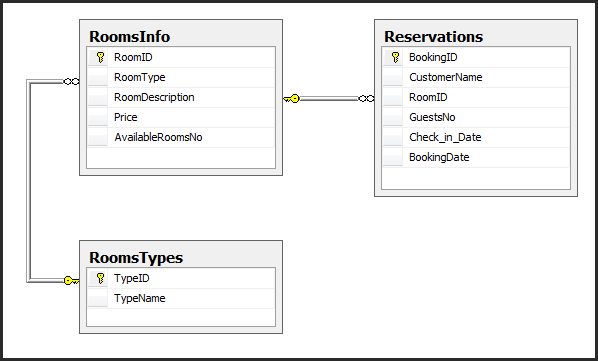 RoomsInfo
RoomID
RoomType
RoomDescription
Price
AvailableRoomsNo
Reservations
BookingID
CustomerName
RoomID
GuestsNo
Check_in_Date
BookingDate
RoomsTypes
TypeID
TypeName